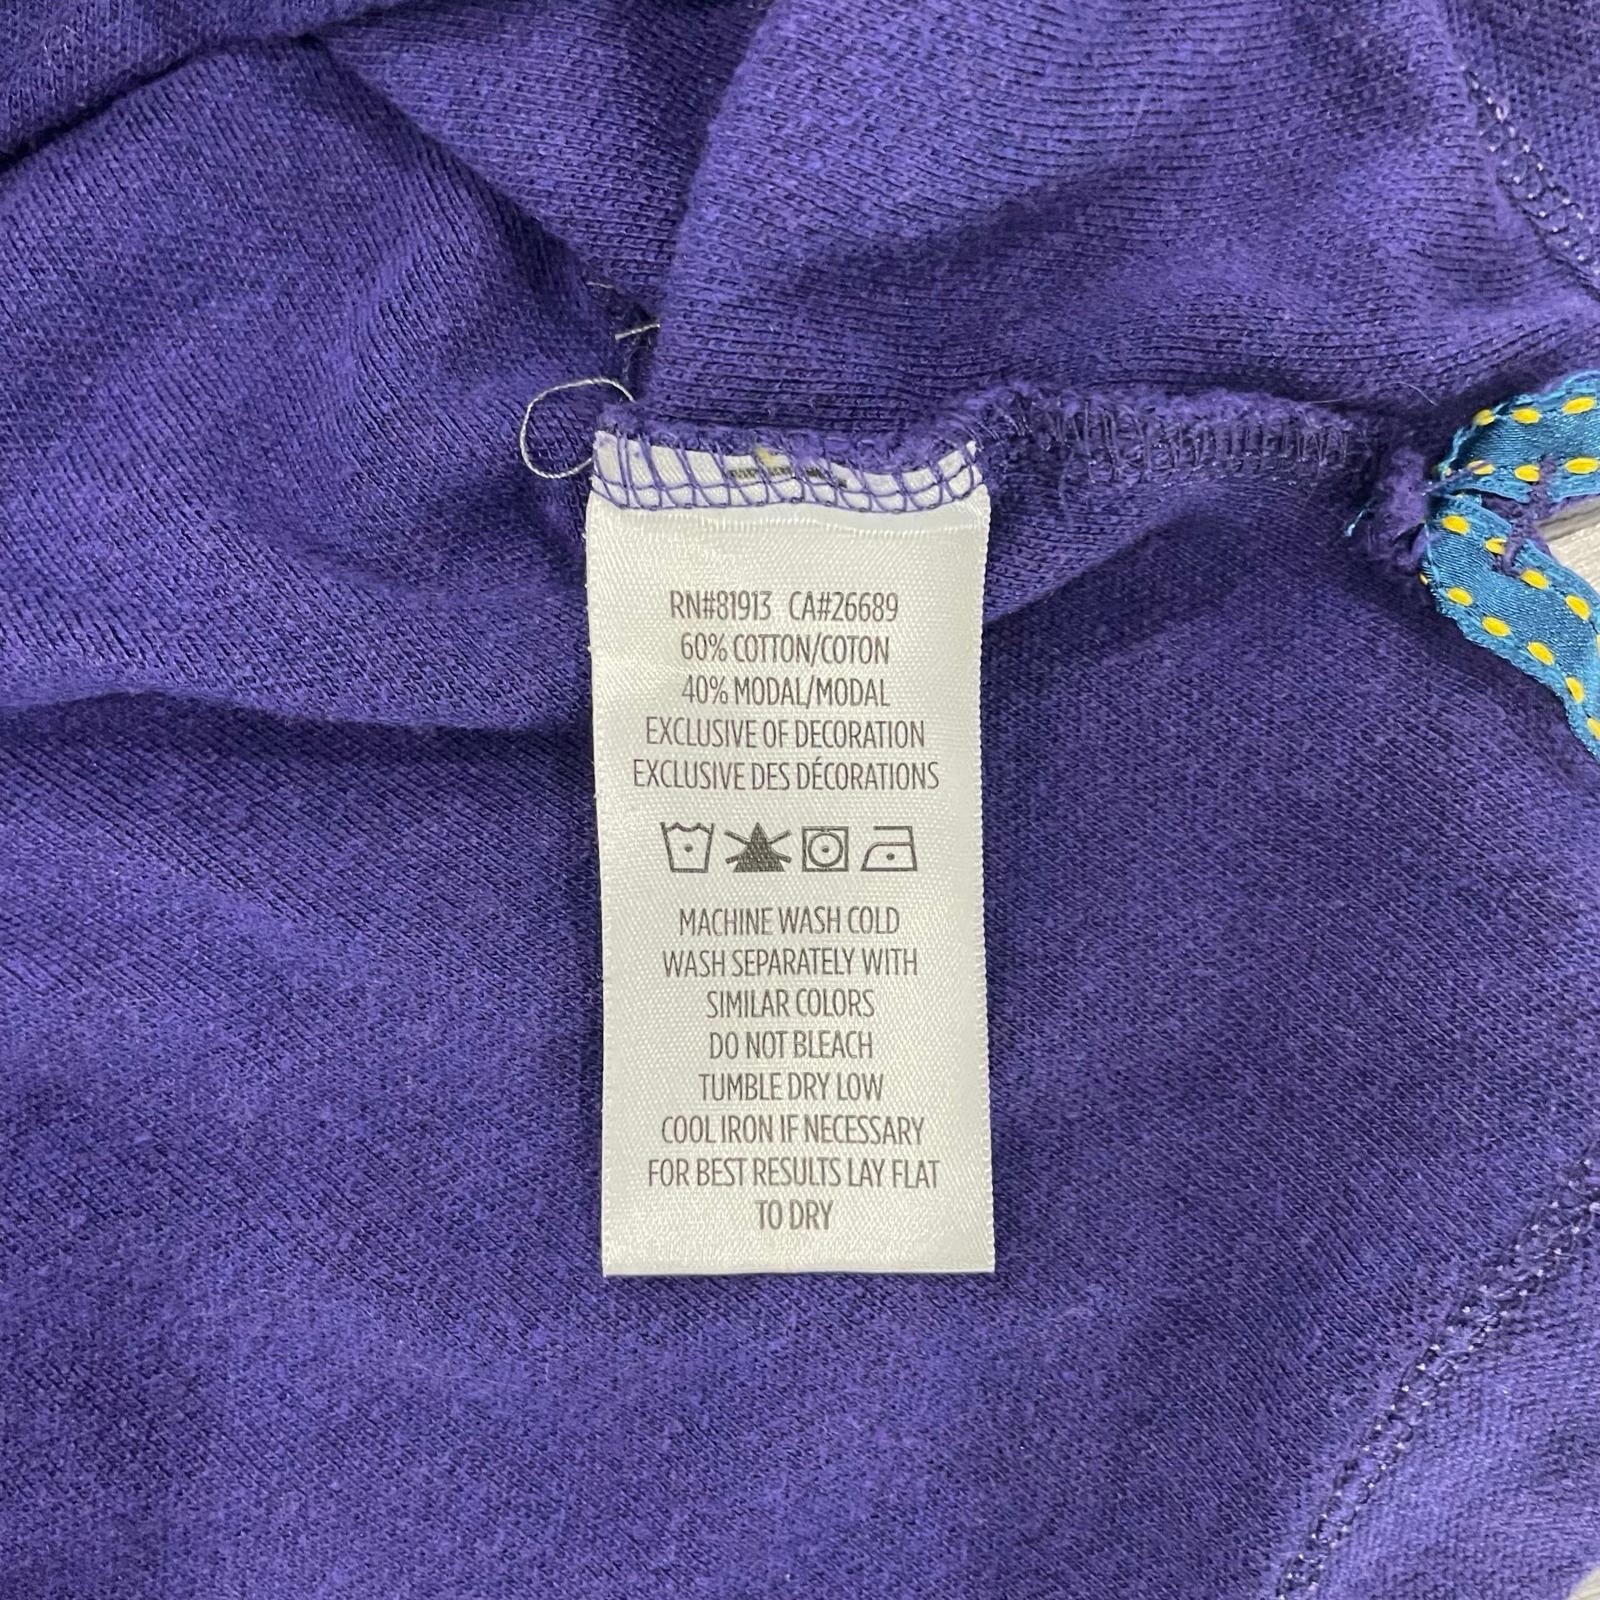 RN#81913 CA#26689
60% COTTON/COTON
40% MODAL/MODAL
EXCLUSIVE OF DECORATION
EXCLUSIVE DES DÉCORATIONS
MACHINE WASH COLD
WASH SEPARATELY WITH
SIMILAR COLORS
DO NOT BLEACH
TUMBLE DRY LOW
COOL IRON IF NECESSARY
FOR BEST RESULTS LAY FLAT
TO DRY